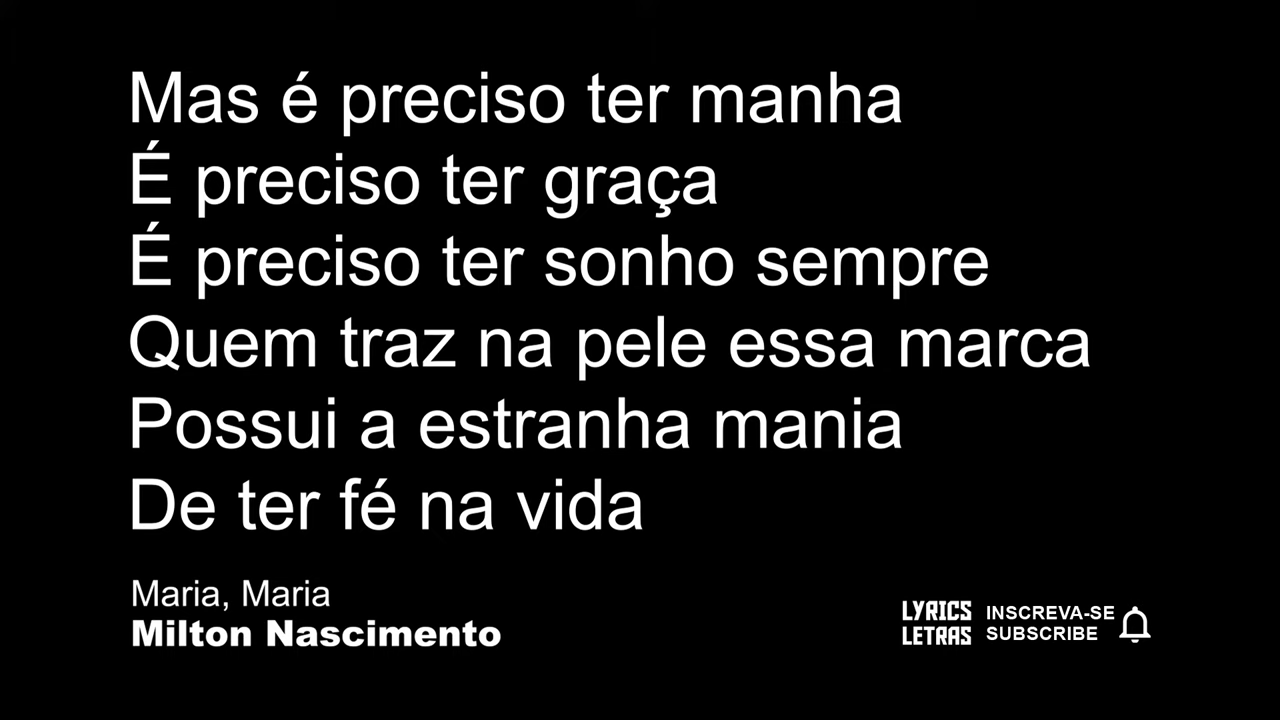 Mas é preciso ter manha
É preciso ter graça
É preciso ter sonho sempre
Quem traz na pele essa marca
Possui a estranha mania
De ter fé na vida
Maria, Maria
Milton Nascimento
LYRICS
LETRAS
INSCREVA-SE
SUBSCRIBE